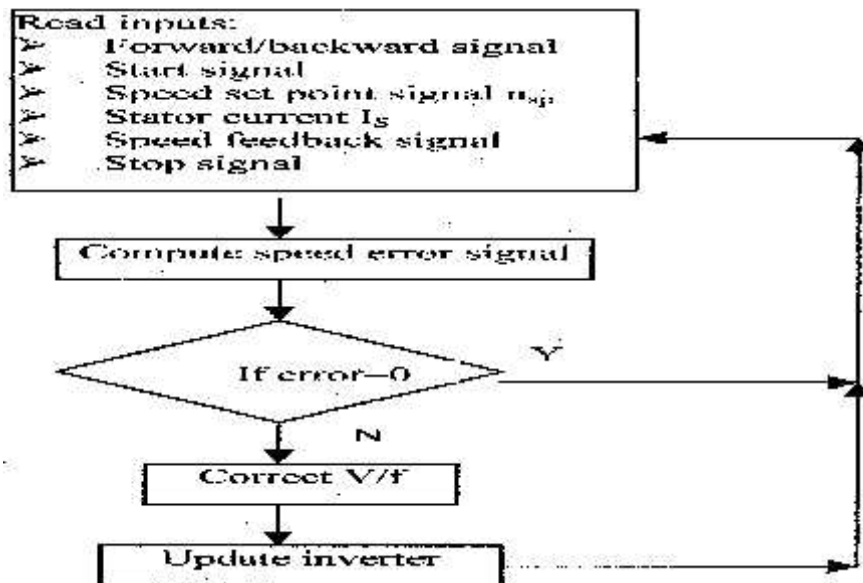 Read inputs:
➤ Forward/backward signal
➤ Start signal
➤ Speed set point signal nsp
➤ Stator current IS
➤ Speed feedback signal
➤ Stop signal
Compute speed error signal
If error=0
Y
N
Correct V/f
Update inverter